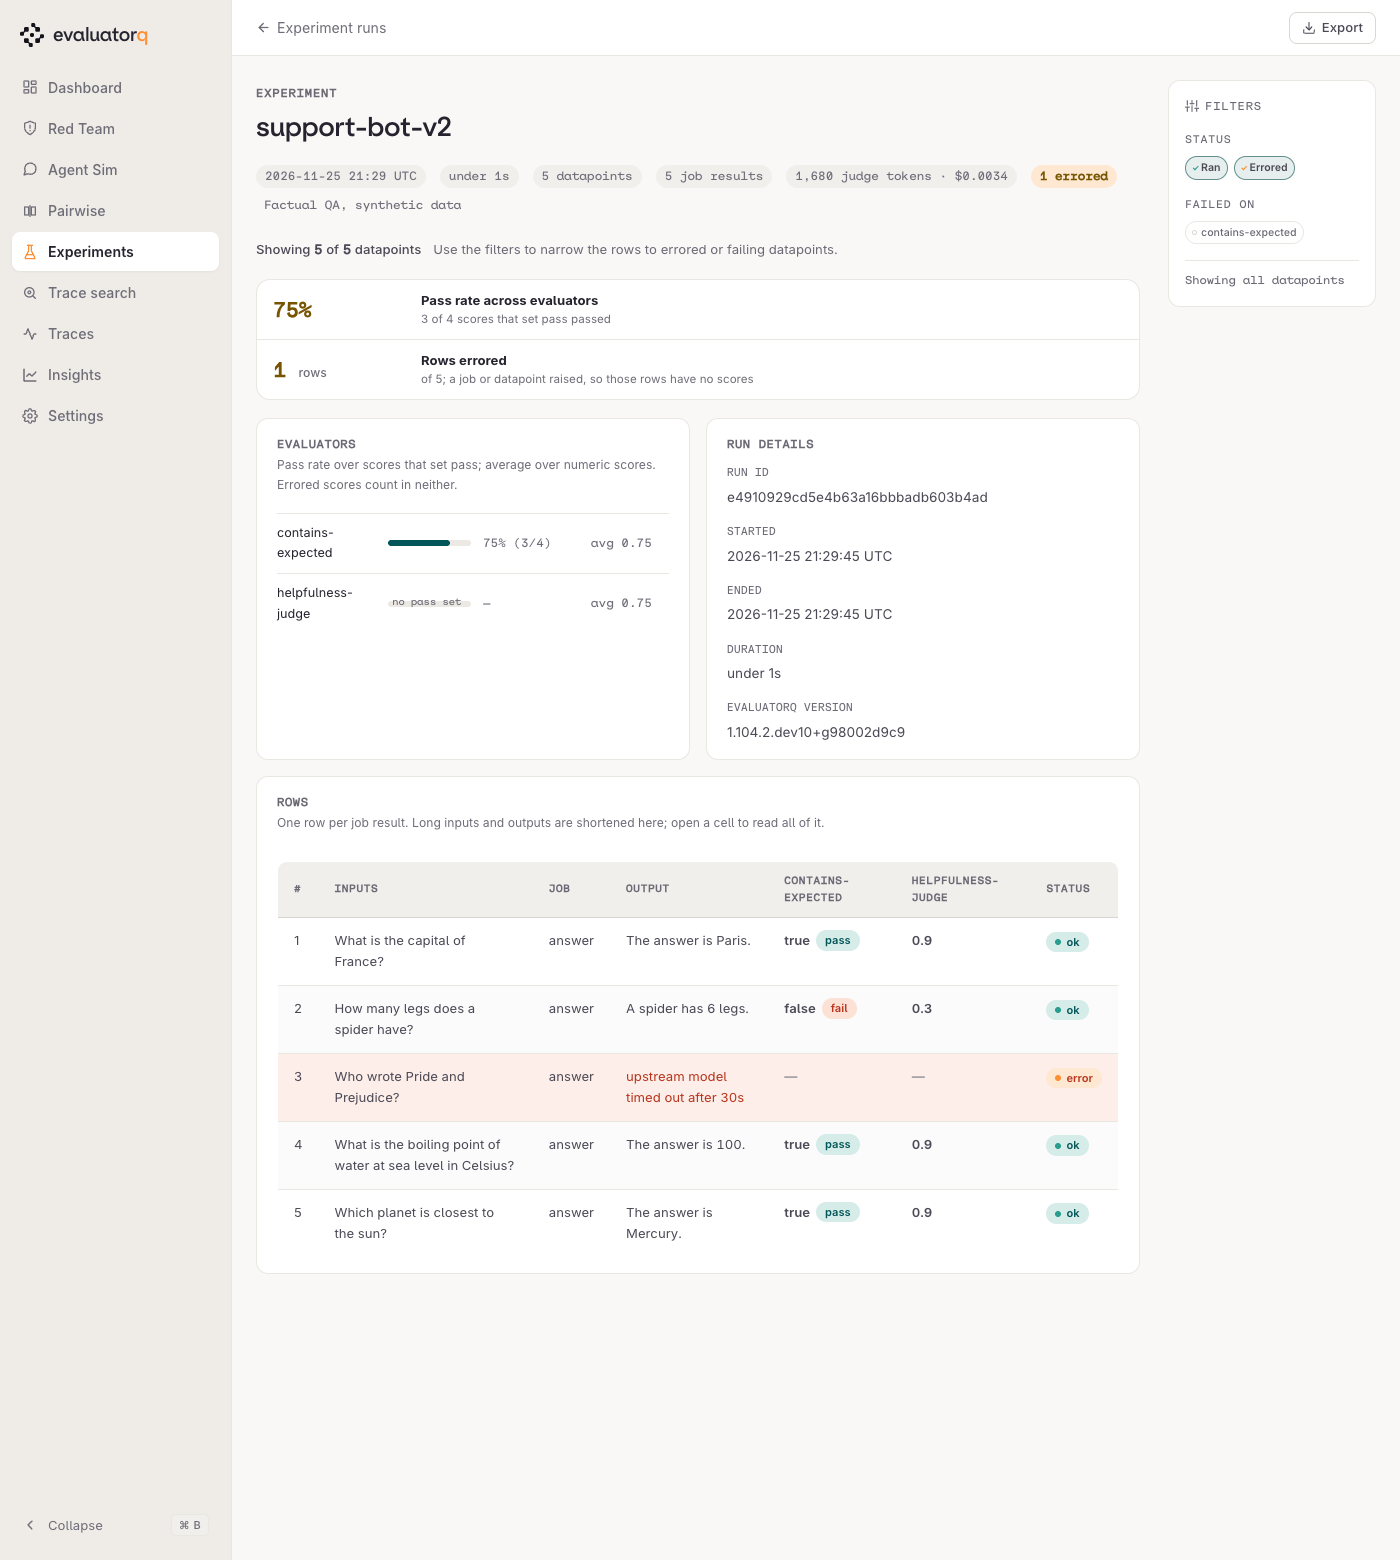 evaluatorq
Dashboard
Red Team
Agent Sim
Pairwise
Experiments
Trace search
Traces
Insights
Settings
Collapse
⌘ B
Experiment runs
Export
EXPERIMENT
support-bot-v2
2026-11-25 21:29 UTC
under 1s
5 datapoints
5 job results
1,680 judge tokens · $0.0034
1 errored
Factual QA, synthetic data
Showing 5 of 5 datapoints Use the filters to narrow the rows to errored or failing datapoints.
75%
Pass rate across evaluators
3 of 4 scores that set pass passed
1 rows
Rows errored
of 5; a job or datapoint raised, so those rows have no scores
EVALUATORS
Pass rate over scores that set pass; average over numeric scores.
Errored scores count in neither.
contains-
expected
75% (3/4)
avg 0.75
helpfulness-
judge
no pass set
—
avg 0.75
RUN DETAILS
RUN ID
e4910929cd5e4b63a16bbbadb603b4ad
STARTED
2026-11-25 21:29:45 UTC
ENDED
2026-11-25 21:29:45 UTC
DURATION
under 1s
EVALUATORQ VERSION
1.104.2.dev10+g98002d9c9
ROWS
One row per job result. Long inputs and outputs are shortened here; open a cell to read all of it.
#
INPUTS
JOB
OUTPUT
CONTAINS-
EXPECTED
HELPFULNESS-
JUDGE
STATUS
1
What is the capital of
France?
answer
The answer is Paris.
true pass
0.9
ok
2
How many legs does a
spider have?
answer
A spider has 6 legs.
false fail
0.3
ok
3
Who wrote Pride and
Prejudice?
answer
upstream model
timed out after 30s
—
—
error
4
What is the boiling point of
water at sea level in Celsius?
answer
The answer is 100.
true pass
0.9
ok
5
Which planet is closest to
the sun?
answer
The answer is
Mercury.
true pass
0.9
ok
FILTERS
STATUS
✓ Ran
✓ Errored
FAILED ON
contains-expected
Showing all datapoints